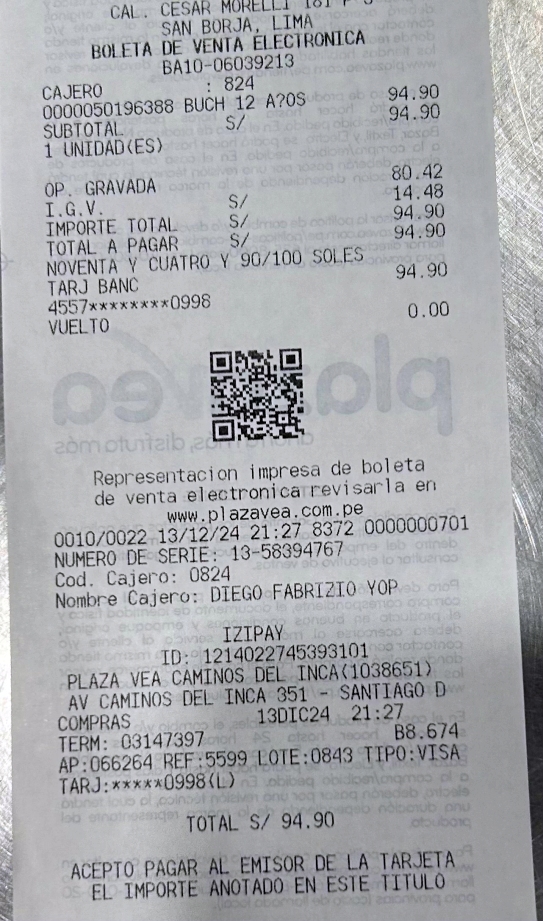 CAL. CESAR MORELLI 181 P
SAN BORJA, LIMA
BOLETA DE VENTA ELECTRONICA
BA10-06039213
CAJERO : 824
0000050196388 BUCH 12 A?OS 94.90
SUBTOTAL S/ 94.90
1 UNIDAD(ES)
OP. GRAVADA 80.42
I.G.V. S/ 14.48
IMPORTE TOTAL S/ 94.90
TOTAL A PAGAR S/ 94.90
NOVENTA Y CUATRO Y 90/100 SOLES
TARJ BANC 94.90
4557********0998
VUELTO 0.00
Representacion impresa de boleta
de venta electronica revisarla en
www.plazavea.com.pe
0010/0022 13/12/24 21:27 8372 0000000701
NUMERO DE SERIE: 13-58394767
Cod. Cajero: 0824
Nombre Cajero: DIEGO FABRIZIO YOP
IZIPAY
ID: 1214022745393101
PLAZA VEA CAMINOS DEL INCA(1038651)
AV CAMINOS DEL INCA 351 - SANTIAGO D
COMPRAS 13DIC24 21:27
TERM: 03147397 B8.674
AP:066264 REF:5599 LOTE:0843 TIPO:VISA
TARJ:*****0998(L)
TOTAL S/ 94.90
ACEPTO PAGAR AL EMISOR DE LA TARJETA
EL IMPORTE ANOTADO EN ESTE TITULO